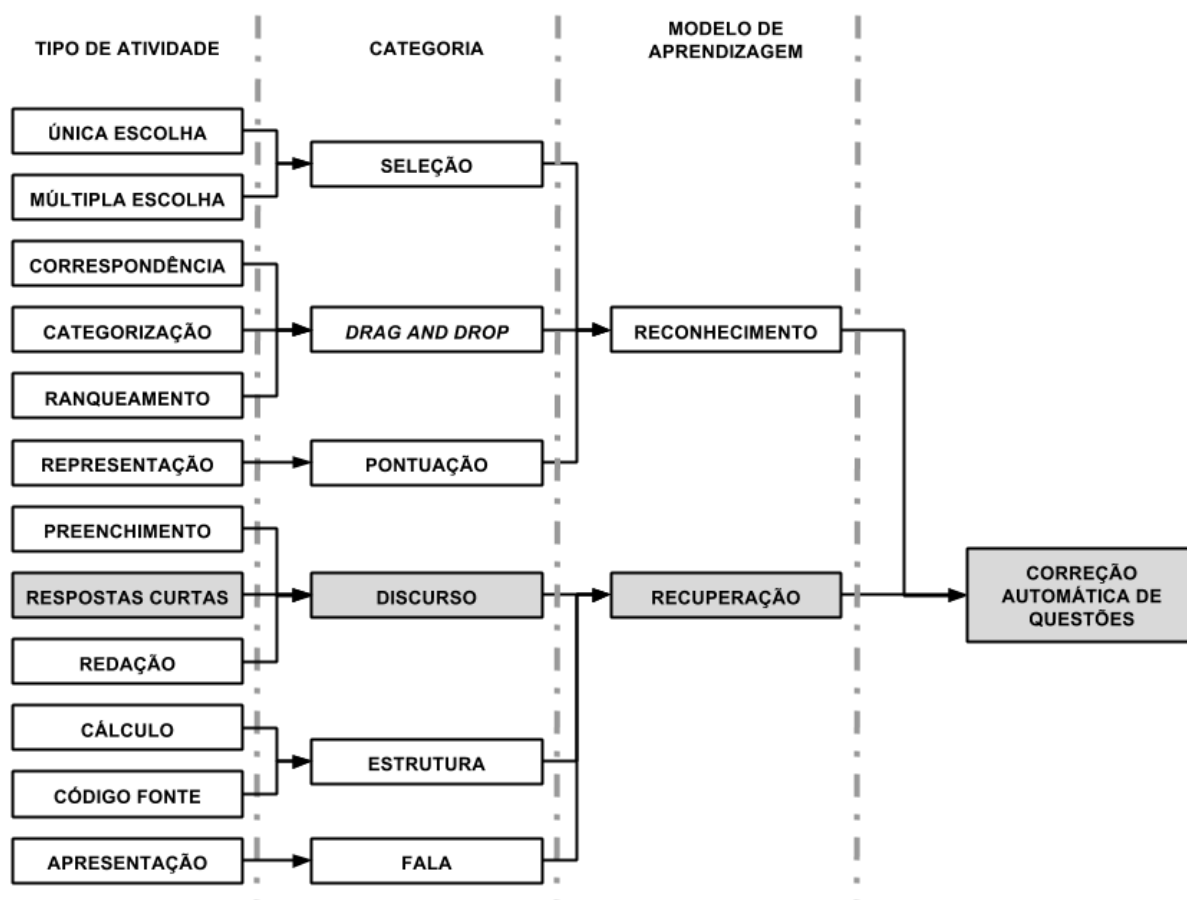 TIPO DE ATIVIDADE
CATEGORIA
MODELO DE
APRENDIZAGEM
ÚNICA ESCOLHA
MÚLTIPLA ESCOLHA
SELEÇÃO
CORRESPONDÊNCIA
CATEGORIZAÇÃO
RANQUEAMENTO
DRAG AND DROP
RECONHECIMENTO
REPRESENTAÇÃO
PONTUAÇÃO
PREENCHIMENTO
RESPOSTAS CURTAS
REDAÇÃO
DISCURSO
RECUPERAÇÃO
CORREÇÃO
AUTOMÁTICA DE
QUESTÕES
CÁLCULO
CÓDIGO FONTE
ESTRUTURA
APRESENTAÇÃO
FALA